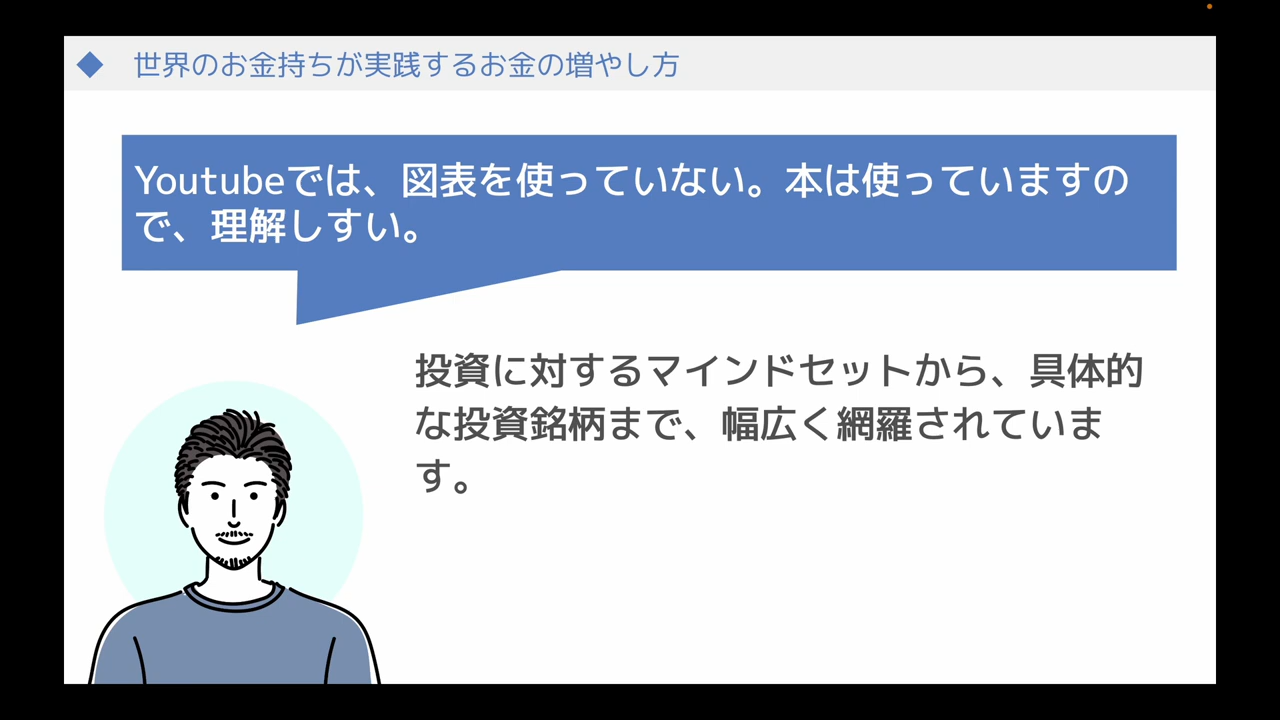 世界のお金持ちが実践するお金の増やし方
Youtubeでは、図表を使っていない。本は使っていますの
で、理解しすい。
投資に対するマインドセットから、具体的
な投資銘柄まで、幅広く網羅されていま
す。